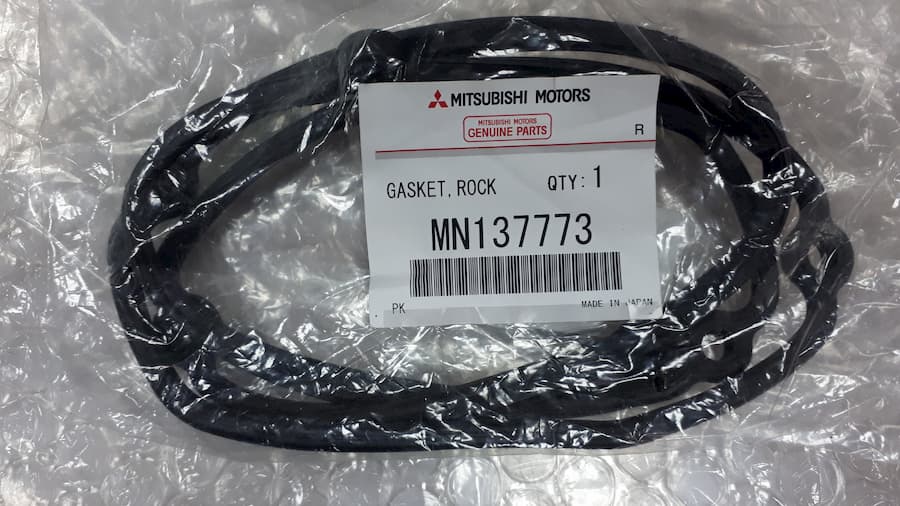 MITSUBISHI MOTORS
MITSUBISHI MOTORS
GENUINE PARTS
R
GASKET, ROCK QTY: 1
MN137773
PK MADE IN JAPAN